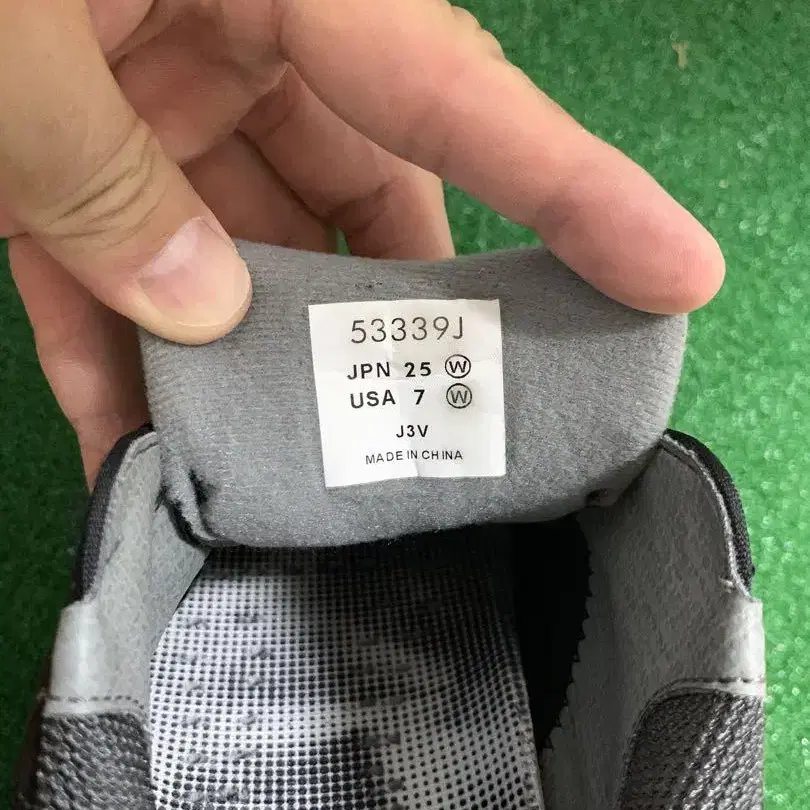 53339J
JPN 25 Ⓦ
USA 7 Ⓦ
J3V
MADE IN CHINA